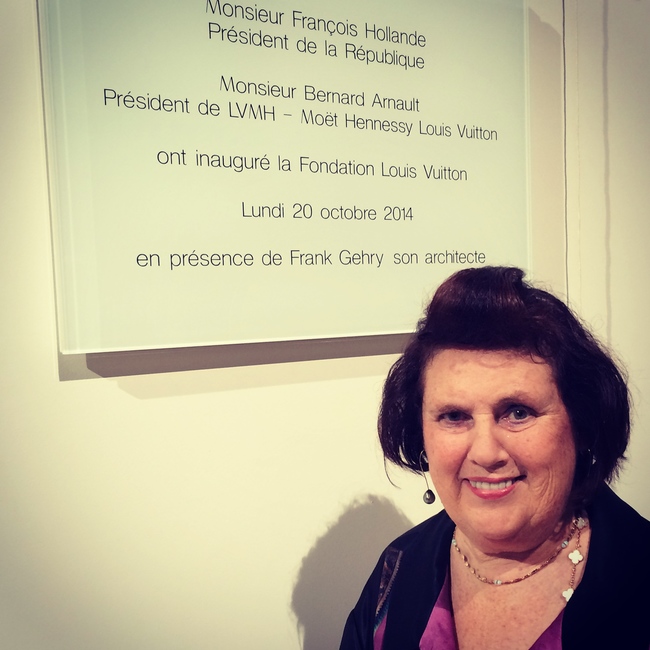 Monsieur François Hollande
Président de la République
Monsieur Bernard Arnault
Président de LVMH – Moët Hennessy Louis Vuitton
ont inauguré la Fondation Louis Vuitton
Lundi 20 octobre 2014
en présence de Frank Gehry son architecte